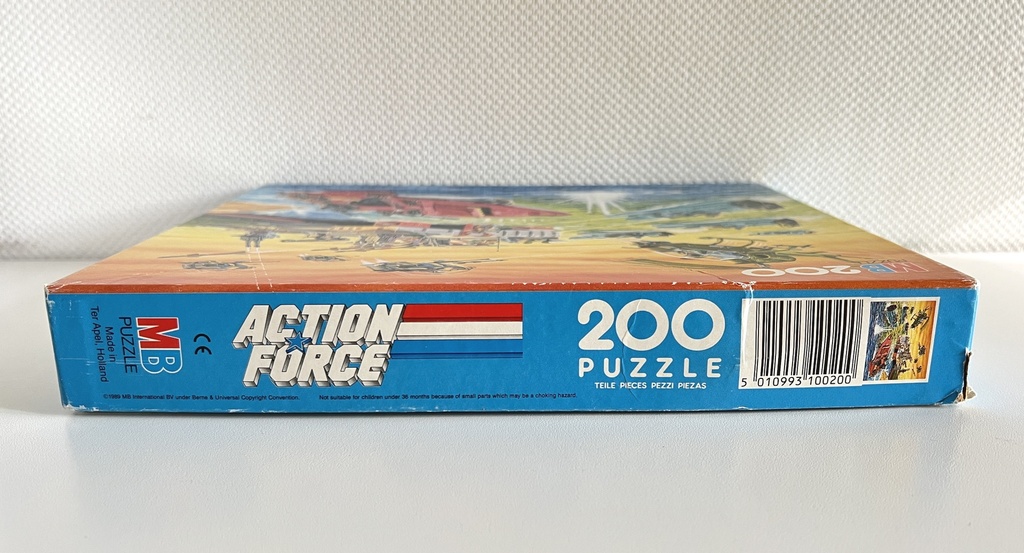 200
MB
MB
PUZZLE
Made in
Ter Apel, Holland
CE
ACTION
FORCE
200
PUZZLE
TEILE PIECES PEZZI PIEZAS
5 010993 100200
©1989 MB International BV under Berne & Universal Copyright Convention.
Not suitable for children under 36 months because of small parts which may be a choking hazard.